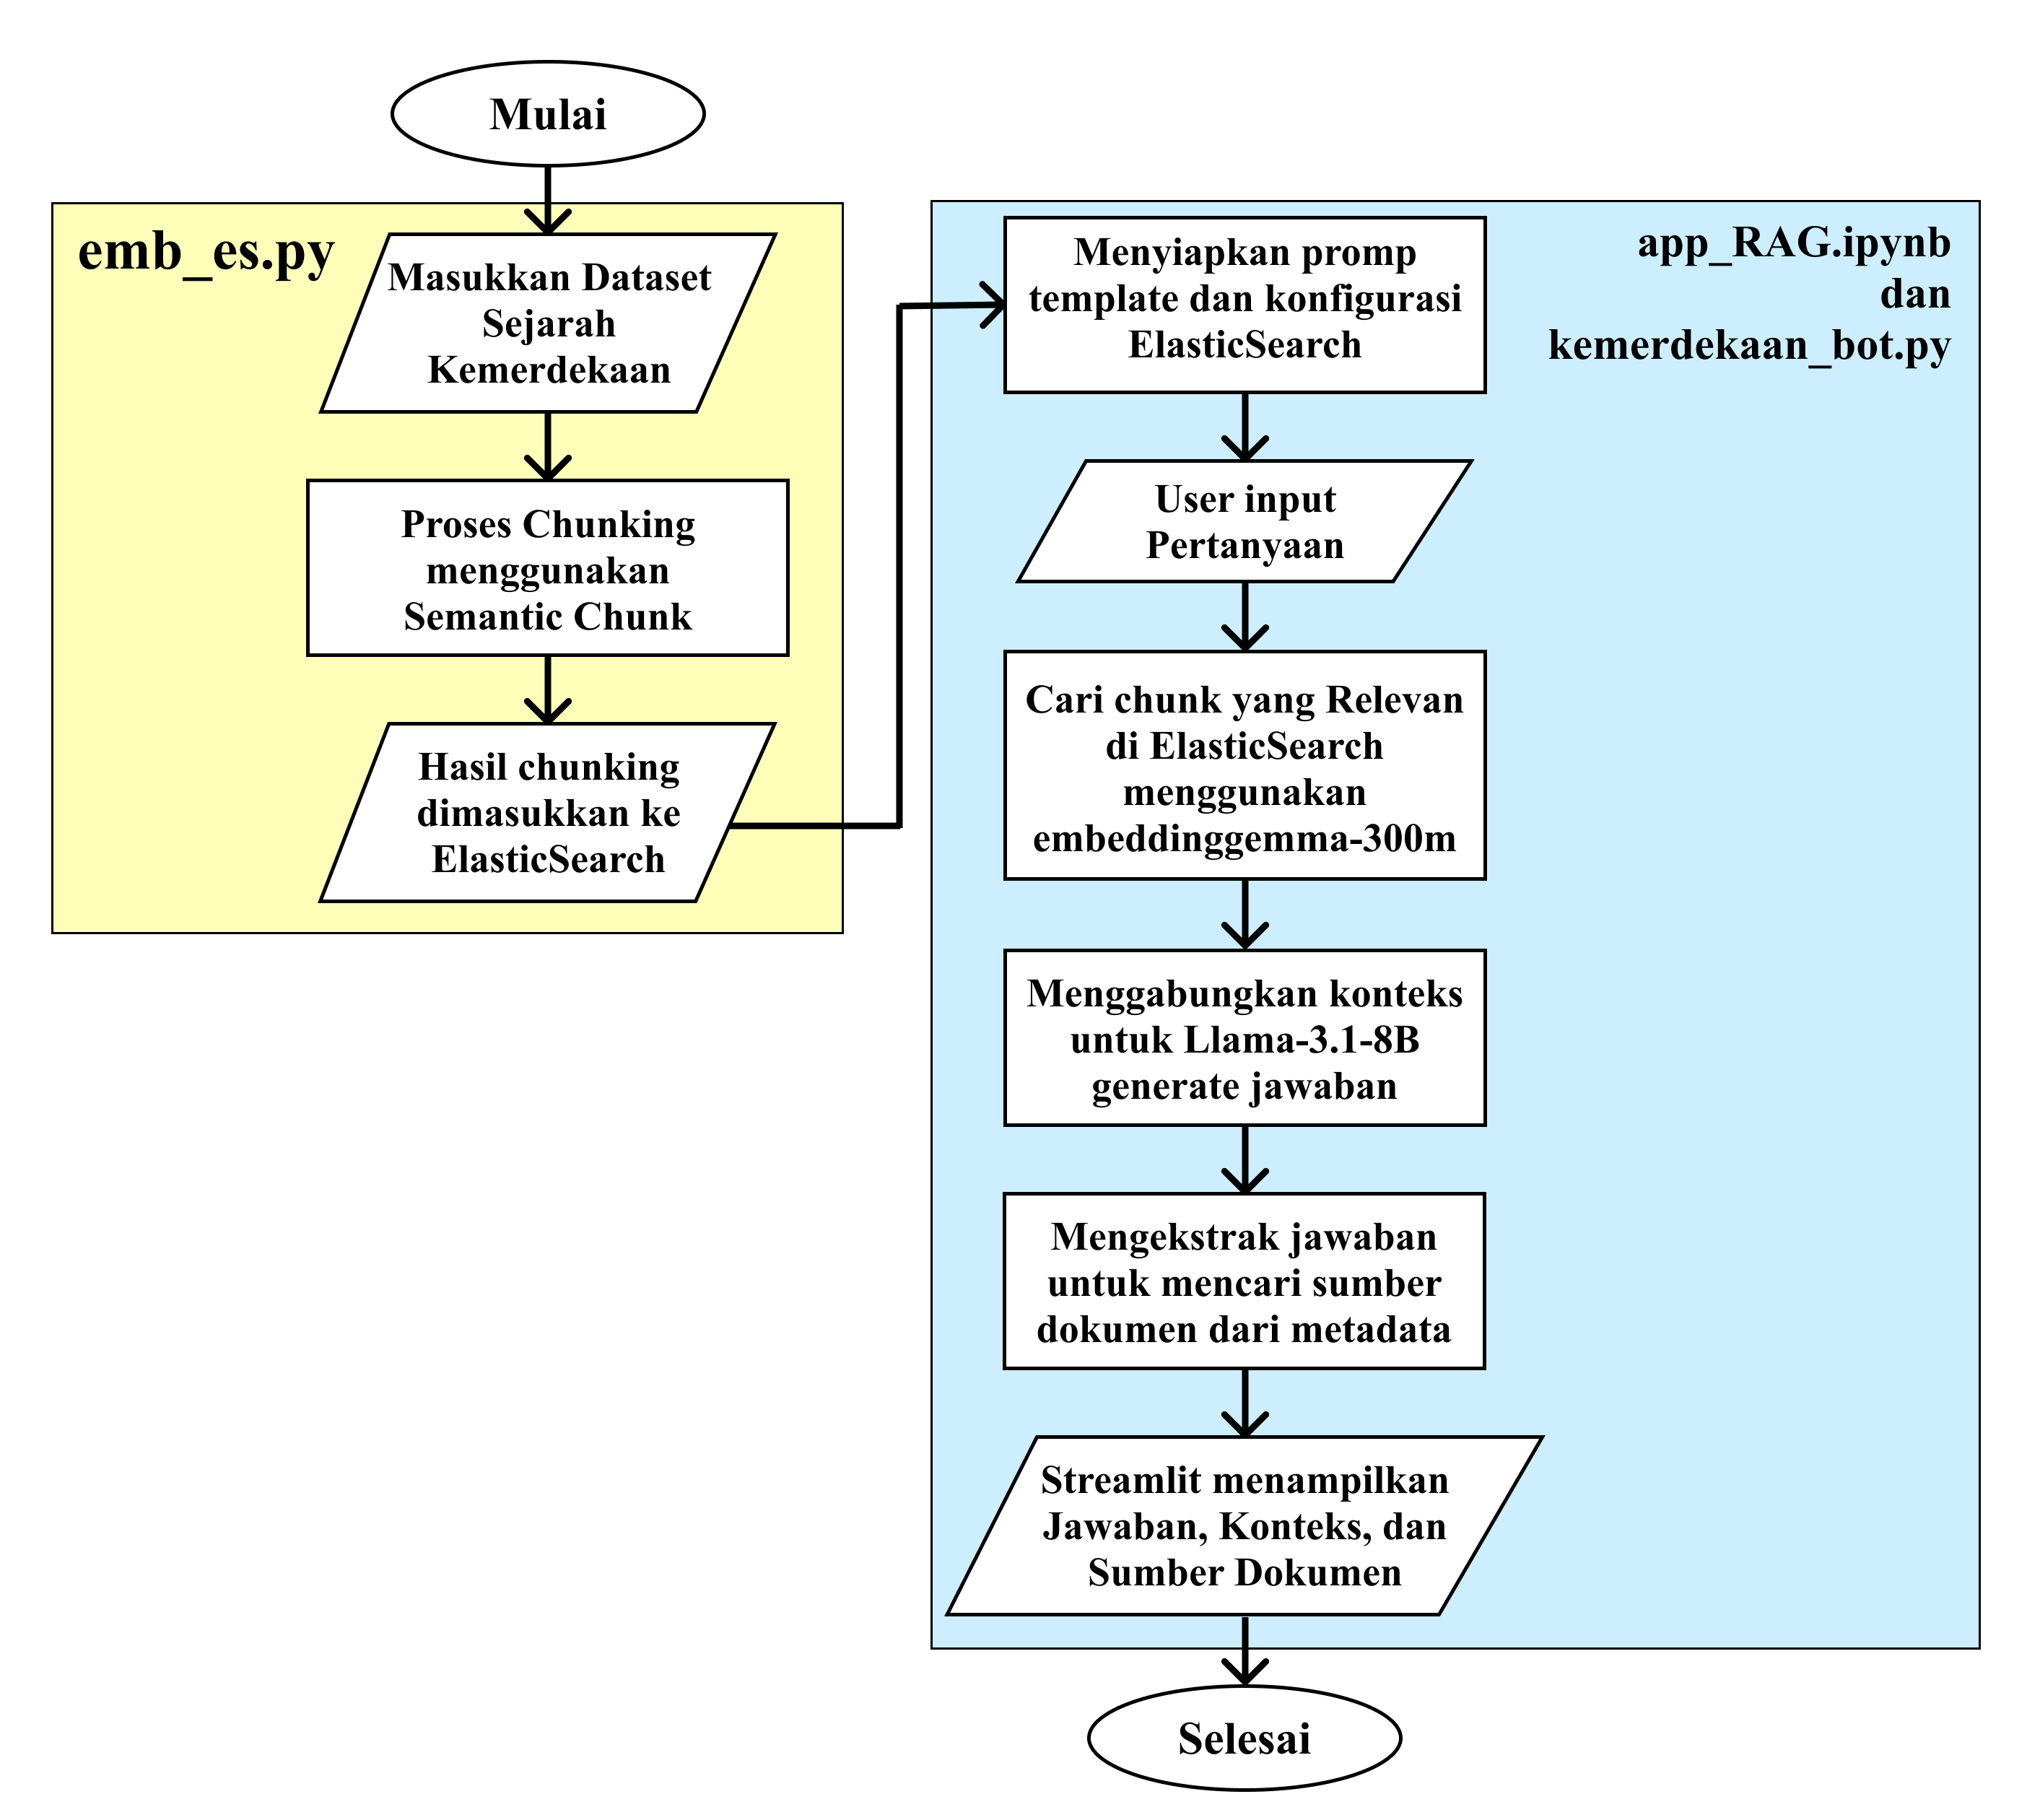 Mulai
emb_es.py
Masukkan Dataset
Sejarah
Kemerdekaan
Proses Chunking
menggunakan
Semantic Chunk
Hasil chunking
dimasukkan ke
ElasticSearch
app_RAG.ipynb
dan
kemerdekaan_bot.py
Menyiapkan promp
template dan konfigurasi
ElasticSearch
User input
Pertanyaan
Cari chunk yang Relevan
di ElasticSearch
menggunakan
embeddinggemma-300m
Menggabungkan konteks
untuk Llama-3.1-8B
generate jawaban
Mengekstrak jawaban
untuk mencari sumber
dokumen dari metadata
Streamlit menampilkan
Jawaban, Konteks, dan
Sumber Dokumen
Selesai